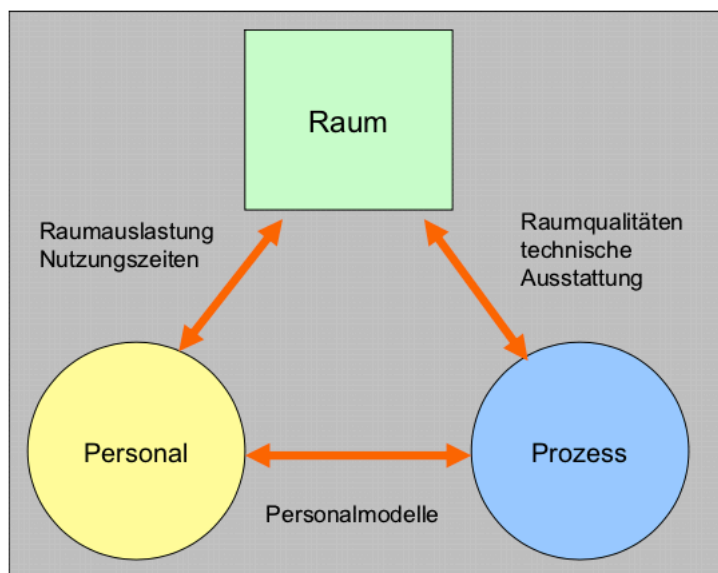 Raum
Raumauslastung
Nutzungszeiten
Raumqualitäten
technische
Ausstattung
Personal
Prozess
Personalmodelle